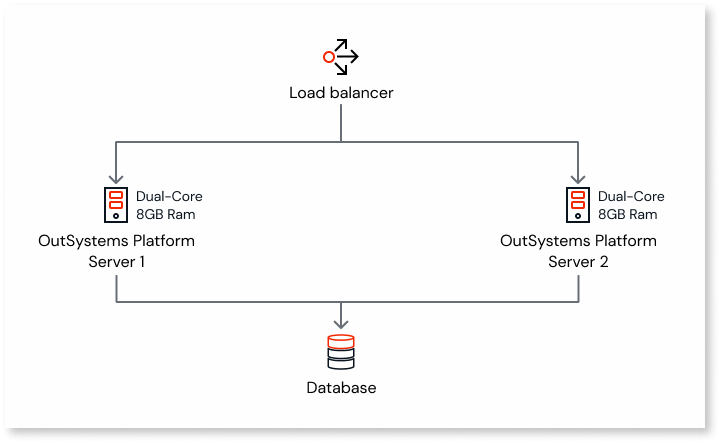 Load balancer
Dual-Core
8GB Ram
OutSystems Platform
Server 1
Dual-Core
8GB Ram
OutSystems Platform
Server 2
Database